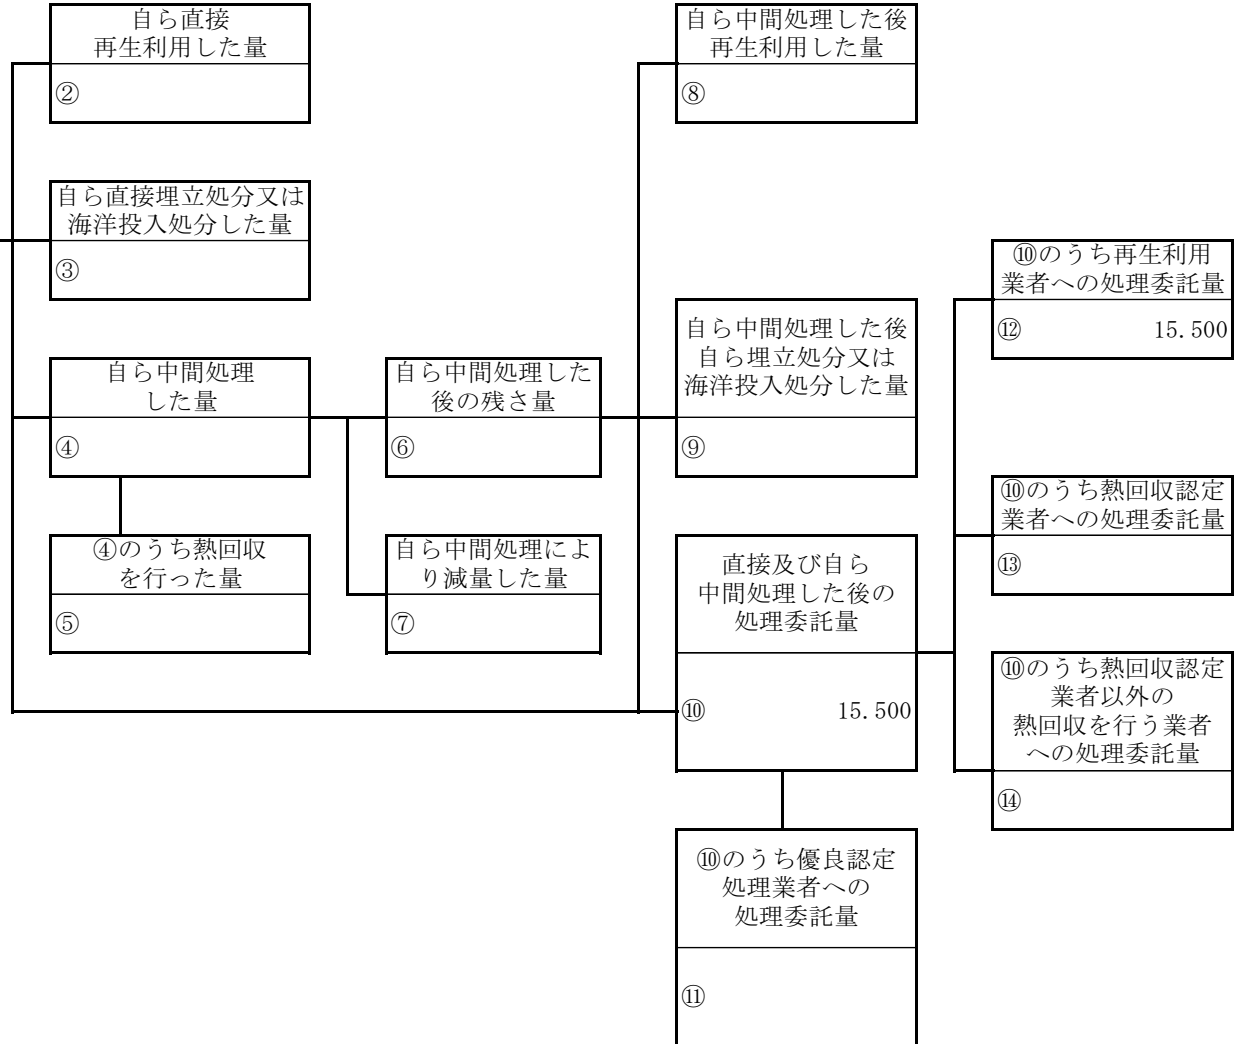 自ら直接
再生利用した量
②
自ら直接埋立処分又は
海洋投入処分した量
③
自ら中間処理
した量
④
④のうち熱回収
を行った量
⑤
自ら中間処理した
後の残さ量
⑥
自ら中間処理によ
り減量した量
⑦
自ら中間処理した後
再生利用した量
⑧
自ら中間処理した後
自ら埋立処分又は
海洋投入処分した量
⑨
直接及び自ら
中間処理した後の
処理委託量
⑩ 15.500
⑩のうち優良認定
処理業者への
処理委託量
⑪
⑩のうち再生利用
業者への処理委託量
⑫ 15.500
⑩のうち熱回収認定
業者への処理委託量
⑬
⑩のうち熱回収認定
業者以外の
熱回収を行う業者
への処理委託量
⑭